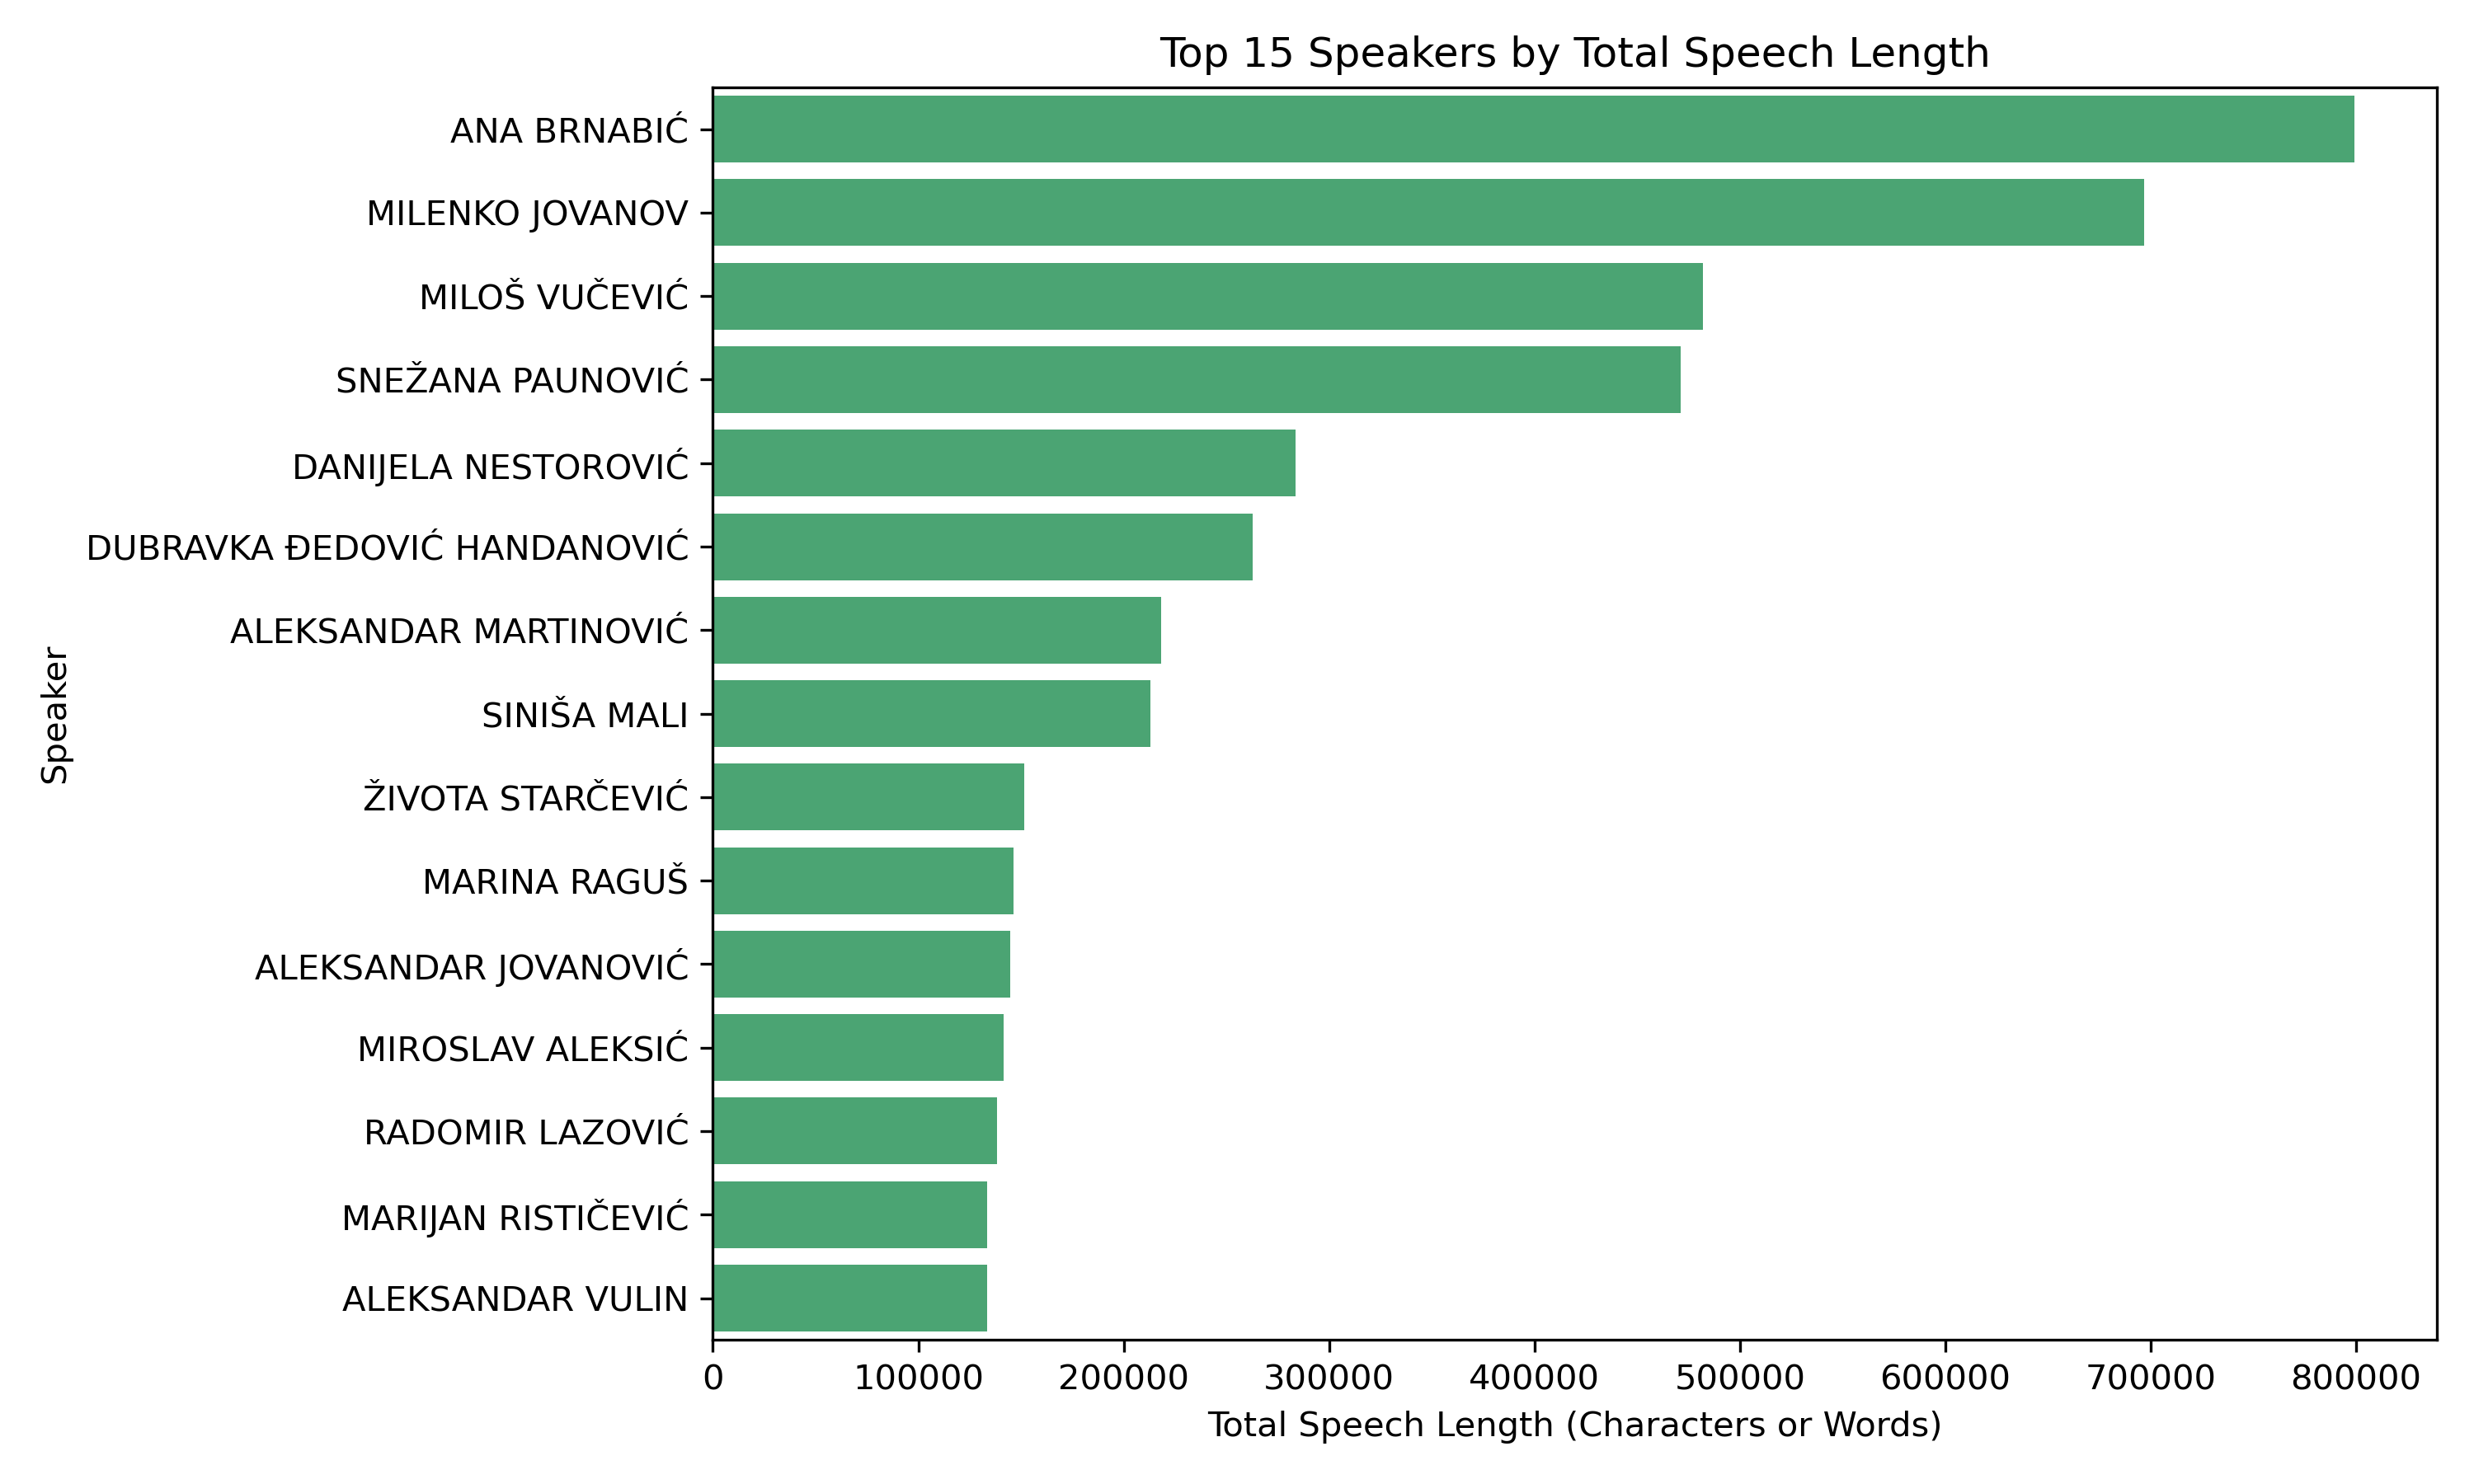 Top 15 Speakers by Total Speech Length
Speaker
ANA BRNABIĆ
MILENKO JOVANOV
MILOŠ VUČEVIĆ
SNEŽANA PAUNOVIĆ
DANIJELA NESTOROVIĆ
DUBRAVKA ĐEDOVIĆ HANDANOVIĆ
ALEKSANDAR MARTINOVIĆ
SINIŠA MALI
ŽIVOTA STARČEVIĆ
MARINA RAGUŠ
ALEKSANDAR JOVANOVIĆ
MIROSLAV ALEKSIĆ
RADOMIR LAZOVIĆ
MARIJAN RISTIČEVIĆ
ALEKSANDAR VULIN
0 100000 200000 300000 400000 500000 600000 700000 800000
Total Speech Length (Characters or Words)